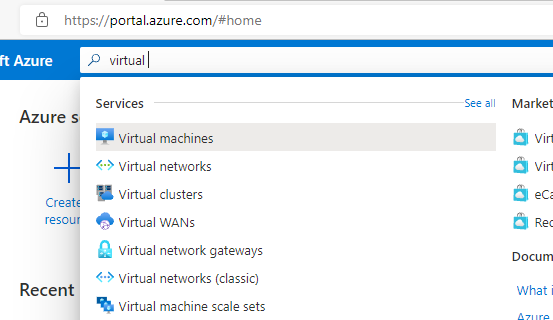 https://portal.azure.com/#home
ft Azure
virtual
Azure s
Services
See all
Market
Virtual machines
Virtual networks
Virtual clusters
Virtual WANs
Virtual network gateways
Virtual networks (classic)
Virtual machine scale sets
Create
resour
Recent
Virt
Virt
eCa
Rec
Docum
What i
Azure